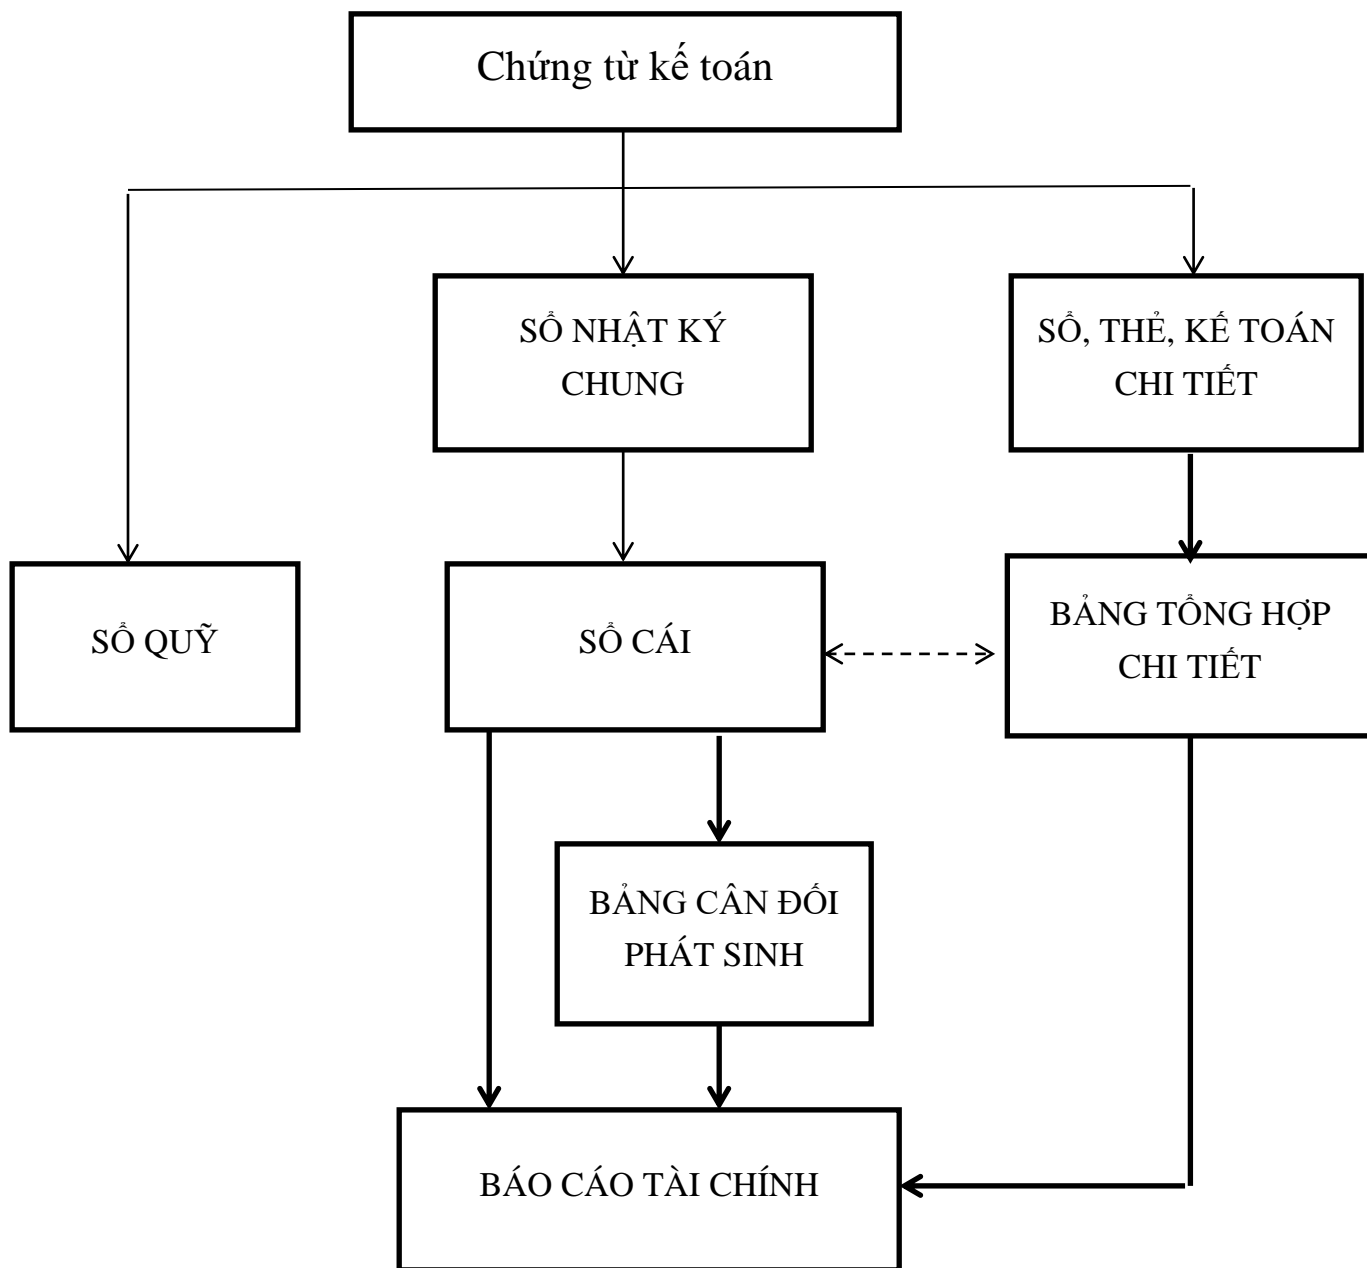 Chứng từ kế toán
SỔ NHẬT KÝ
CHUNG
SỔ, THẺ, KẾ TOÁN
CHI TIẾT
SỔ QUỸ
SỔ CÁI
BẢNG TỔNG HỢP
CHI TIẾT
BẢNG CÂN ĐỐI
PHÁT SINH
BÁO CÁO TÀI CHÍNH